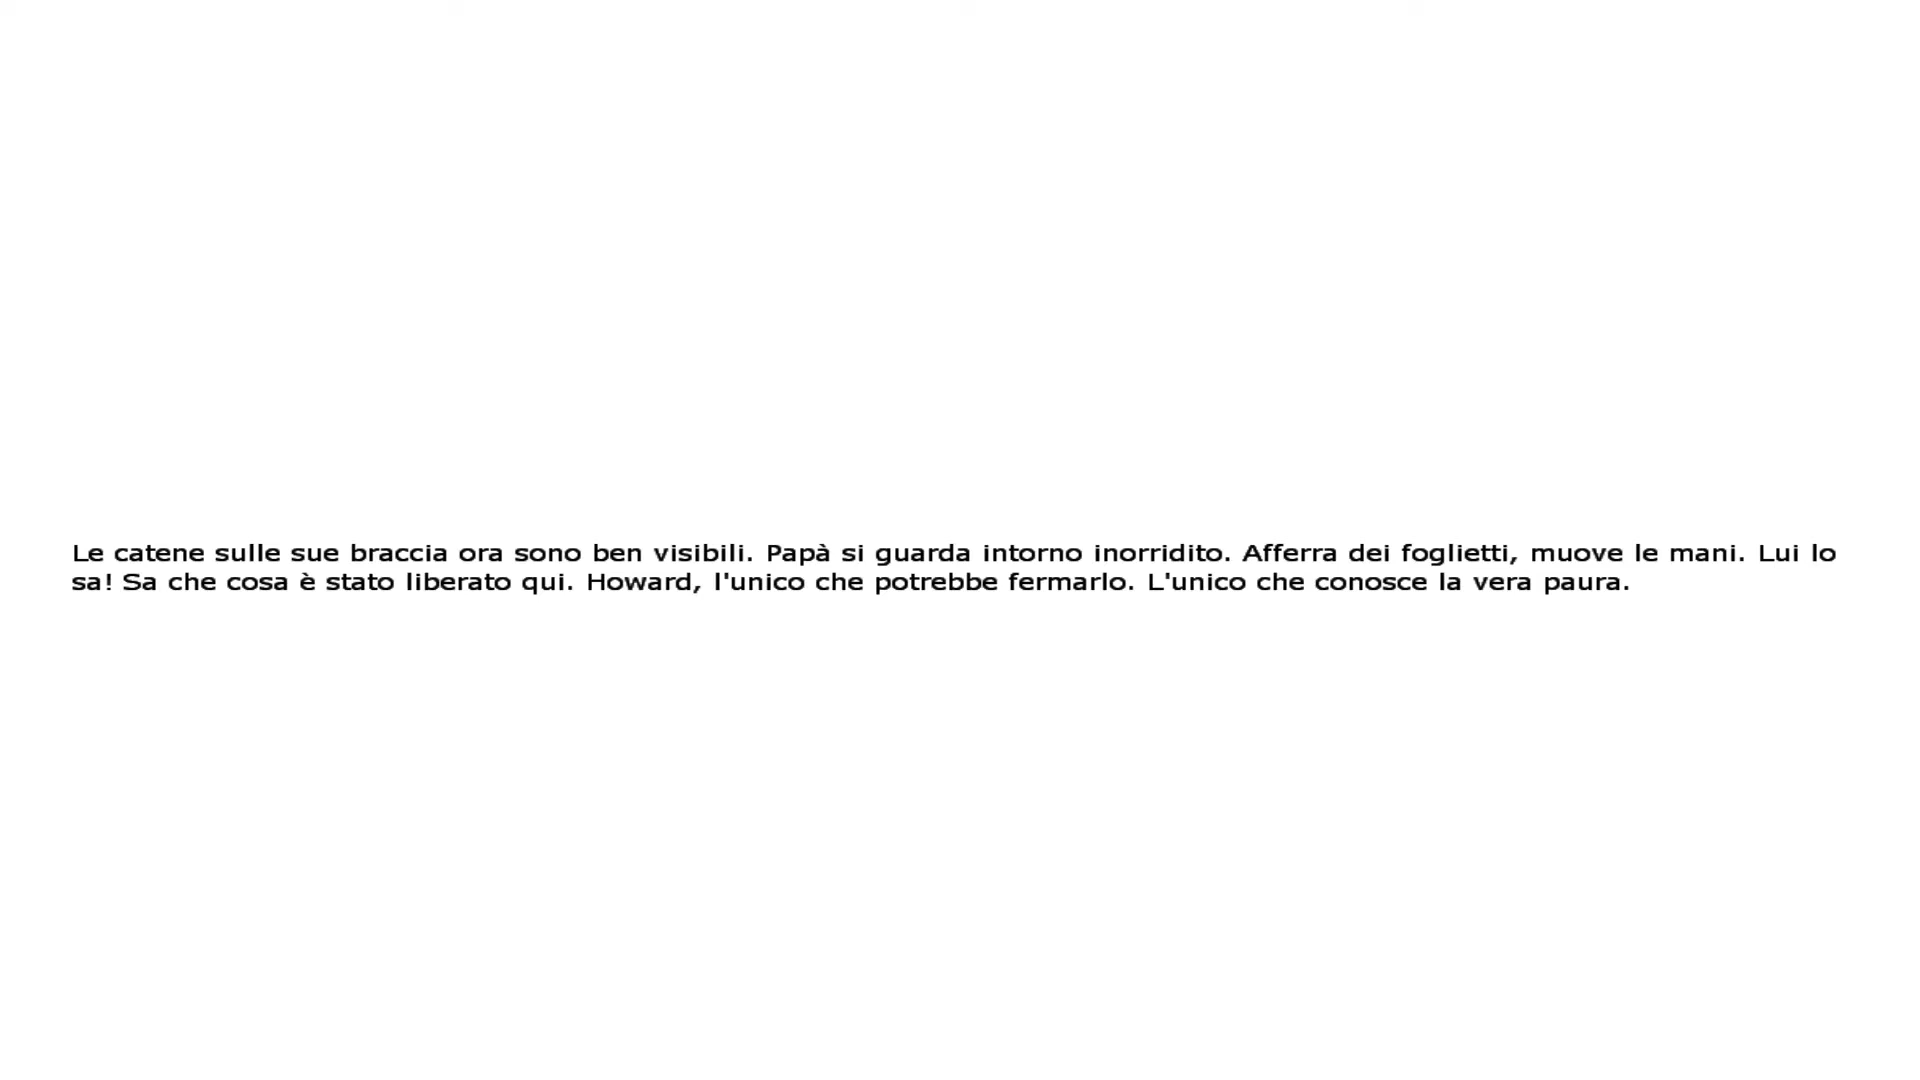 Le catene sulle sue braccia ora sono ben visibili. Papà si guarda intorno inorridito. Afferra dei foglietti, muove le mani. Lui lo
sa! Sa che cosa è stato liberato qui. Howard, l'unico che potrebbe fermarlo. L'unico che conosce la vera paura.